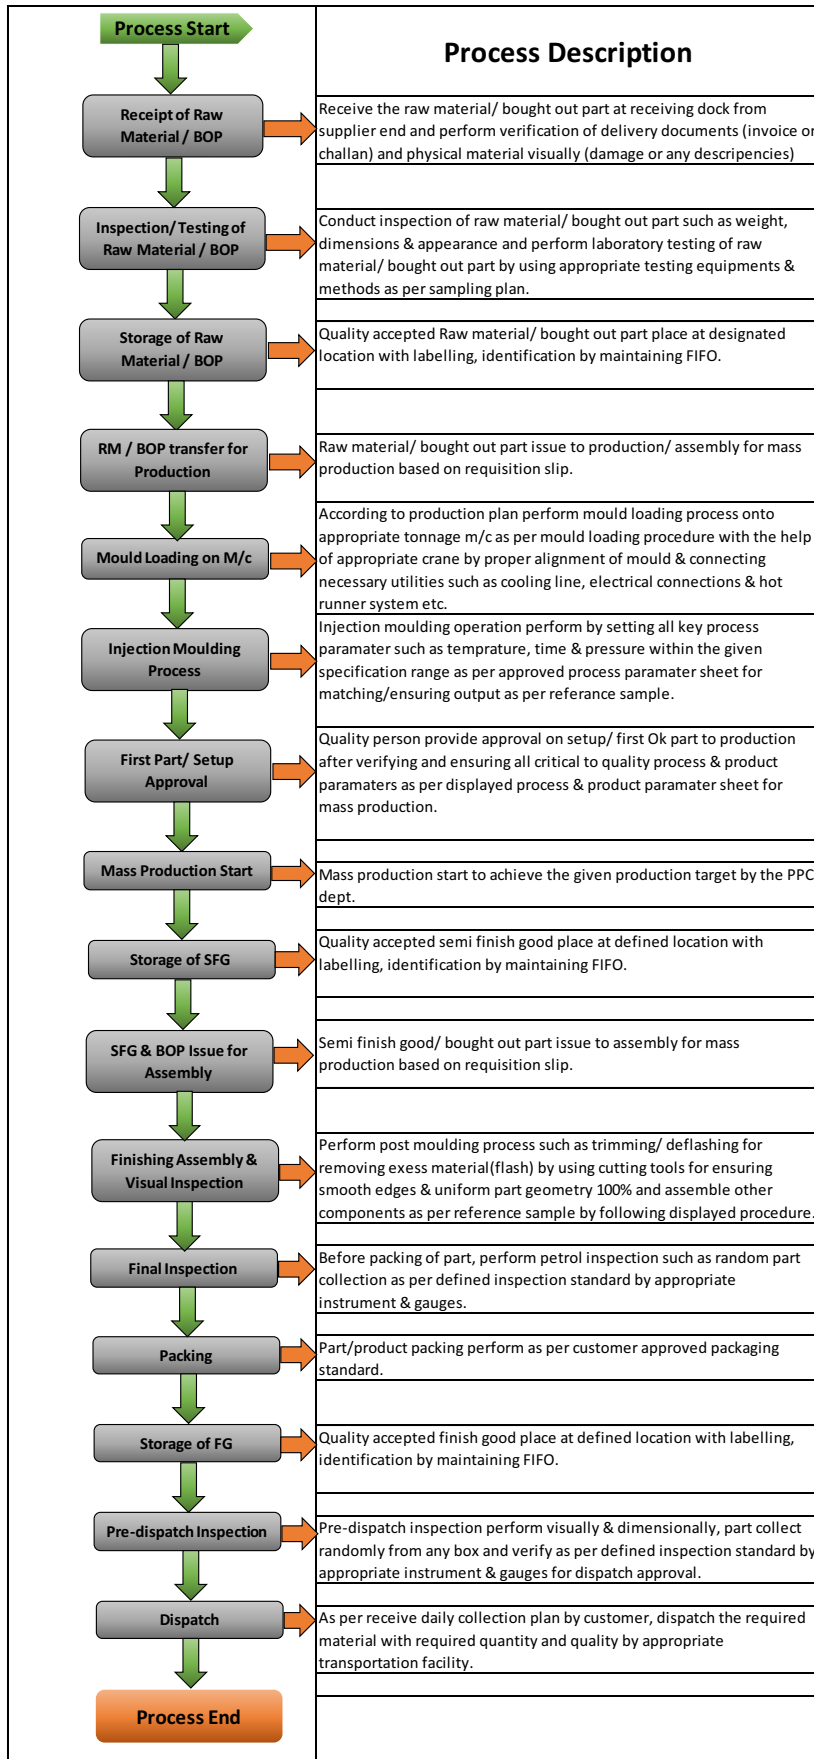 Process Start
Process Description
Receipt of Raw
Material / BOP
Receive the raw material/ bought out part at receiving dock from
supplier end and perform verification of delivery documents (invoice or
challan) and physical material visually (damage or any descripencies)
Inspection/ Testing of
Raw Material / BOP
Conduct inspection of raw material/ bought out part such as weight,
dimensions & appearance and perform laboratory testing of raw
material/ bought out part by using appropriate testing equipments &
methods as per sampling plan.
Storage of Raw
Material / BOP
Quality accepted Raw material/ bought out part place at designated
location with labelling, identification by maintaining FIFO.
RM / BOP transfer for
Production
Raw material/ bought out part issue to production/ assembly for mass
production based on requisition slip.
Mould Loading on M/c
According to production plan perform mould loading process onto
appropriate tonnage m/c as per mould loading procedure with the help
of appropriate crane by proper alignment of mould & connecting
necessary utilities such as cooling line, electrical connections & hot
runner system etc.
Injection Moulding
Process
Injection moulding operation perform by setting all key process
paramater such as temprature, time & pressure within the given
specification range as per approved process paramater sheet for
matching/ensuring output as per referance sample.
First Part/ Setup
Approval
Quality person provide approval on setup/ first Ok part to production
after verifying and ensuring all critical to quality process & product
paramaters as per displayed process & product paramater sheet for
mass production.
Mass Production Start
Mass production start to achieve the given production target by the PPC
dept.
Storage of SFG
Quality accepted semi finish good place at defined location with
labelling, identification by maintaining FIFO.
SFG & BOP Issue for
Assembly
Semi finish good/ bought out part issue to assembly for mass
production based on requisition slip.
Finishing Assembly &
Visual Inspection
Perform post moulding process such as trimming/ deflashing for
removing exess material(flash) by using cutting tools for ensuring
smooth edges & uniform part geometry 100% and assemble other
components as per reference sample by following displayed procedure.
Final Inspection
Before packing of part, perform petrol inspection such as random part
collection as per defined inspection standard by appropriate
instrument & gauges.
Packing
Part/product packing perform as per customer approved packaging
standard.
Storage of FG
Quality accepted finish good place at defined location with labelling,
identification by maintaining FIFO.
Pre-dispatch Inspection
Pre-dispatch inspection perform visually & dimensionally, part collect
randomly from any box and verify as per defined inspection standard by
appropriate instrument & gauges for dispatch approval.
Dispatch
As per receive daily collection plan by customer, dispatch the required
material with required quantity and quality by appropriate
transportation facility.
Process End